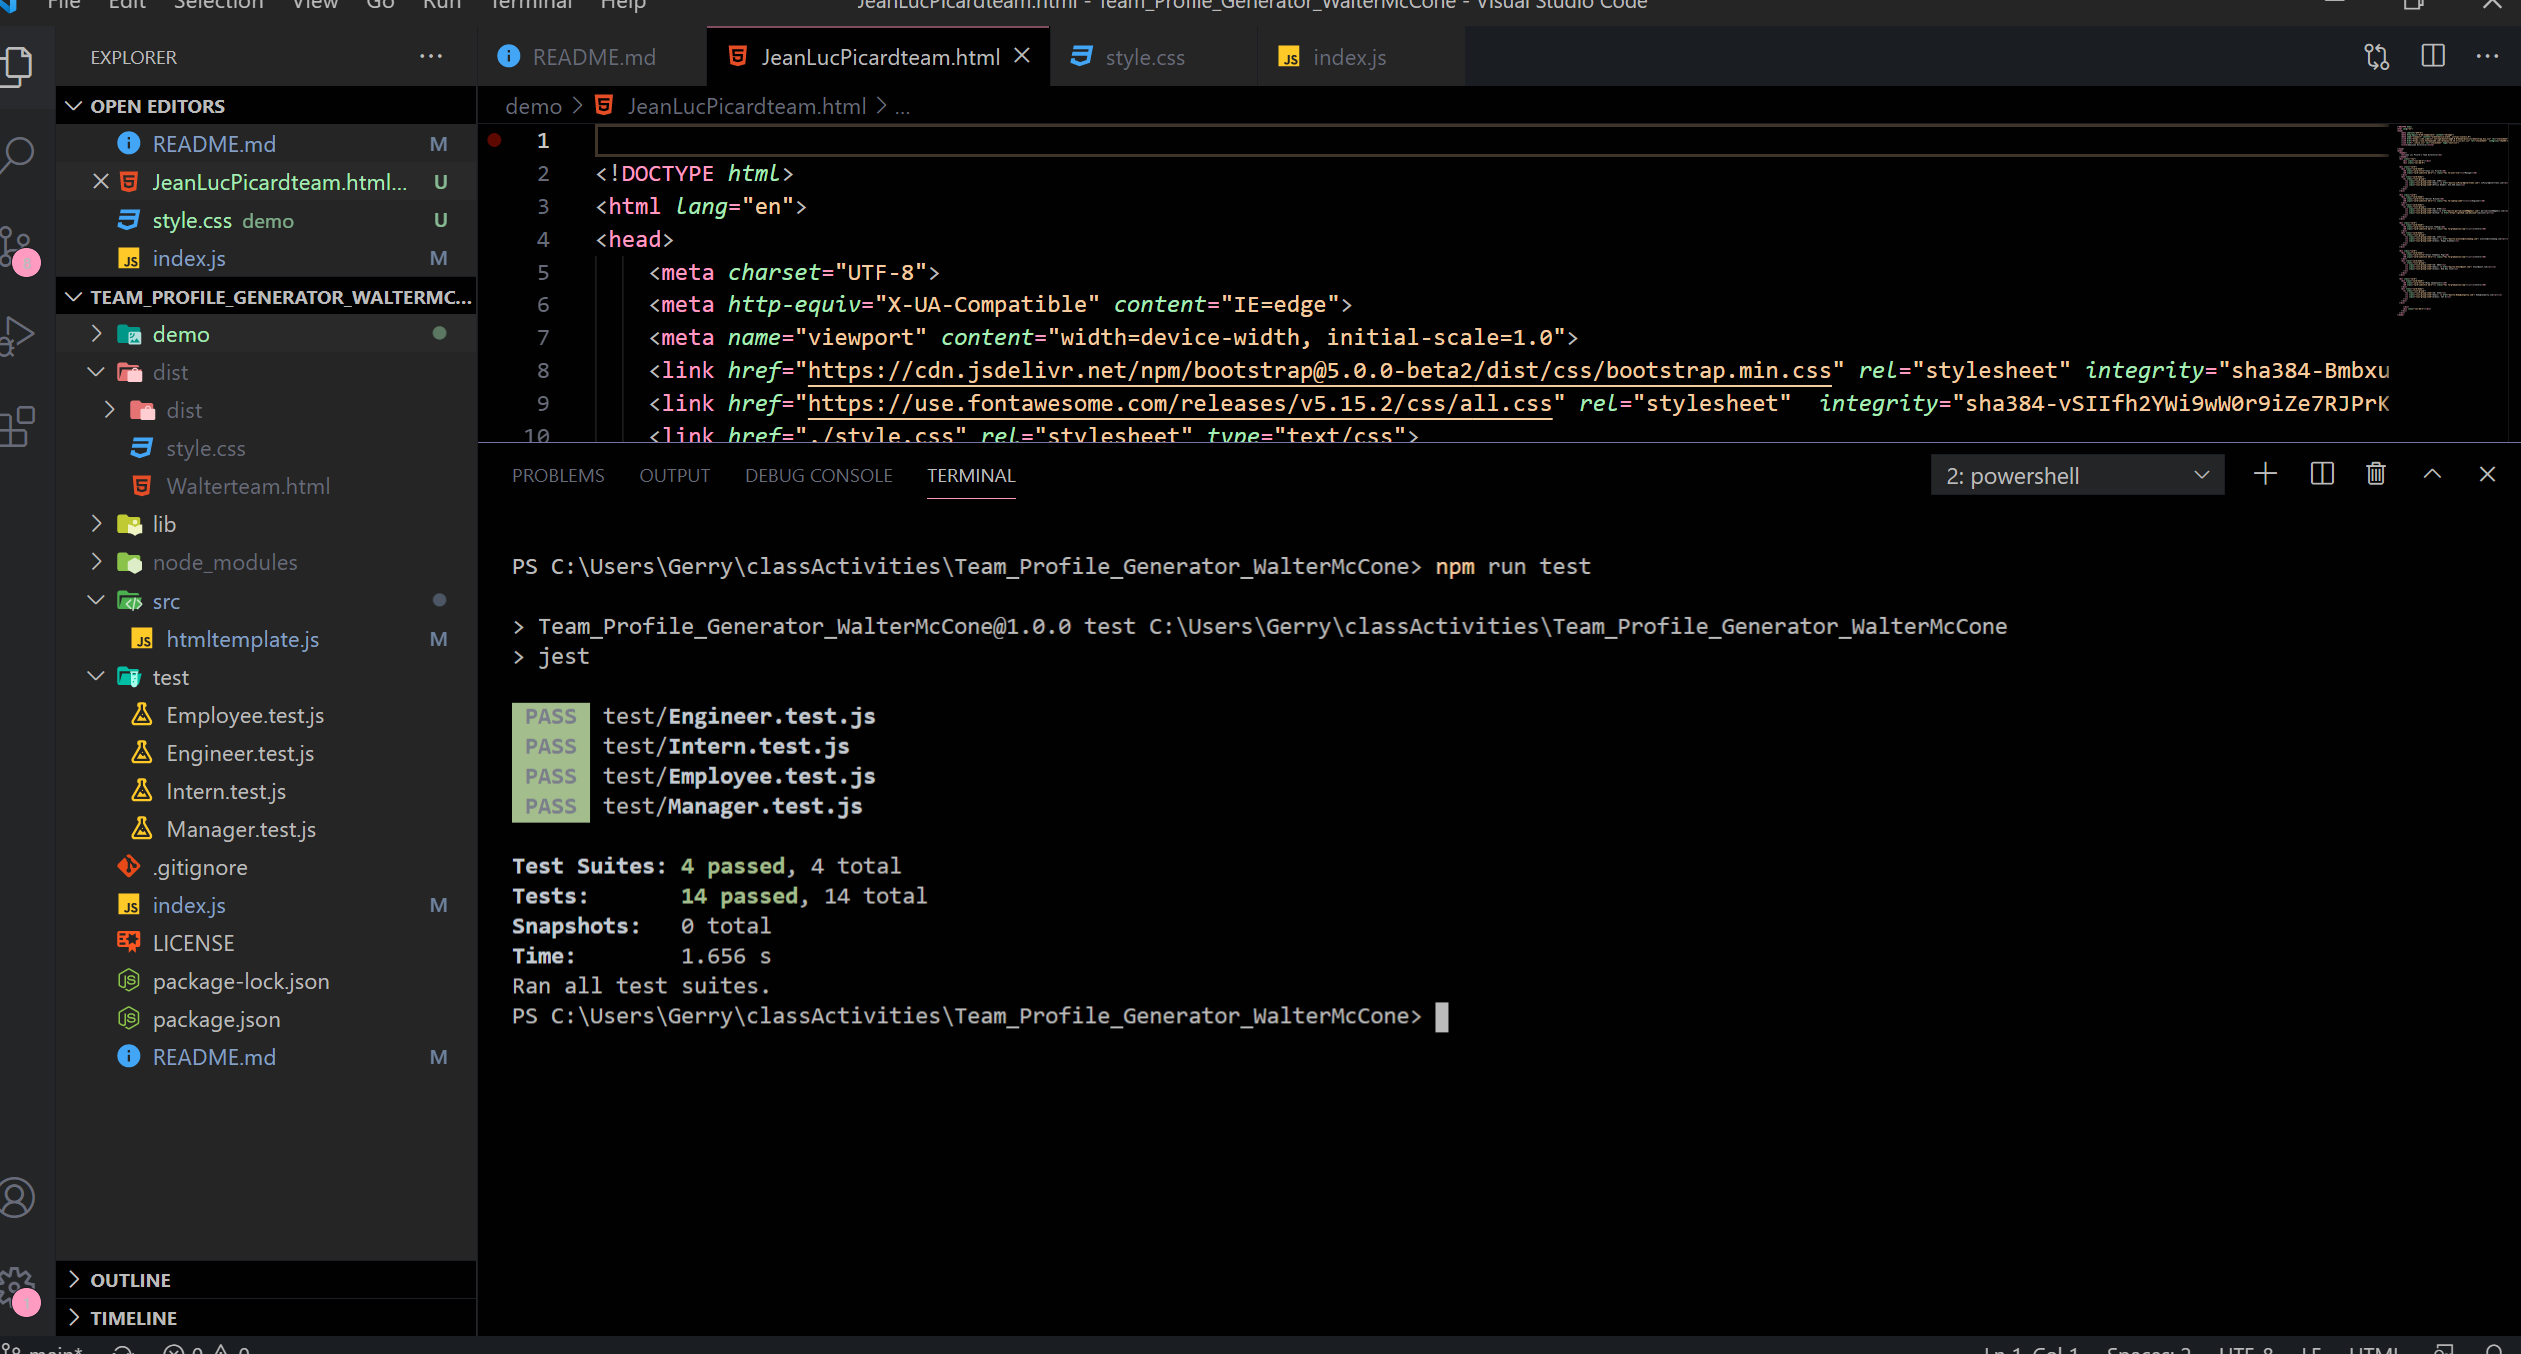 File Edit Selection View Go Run Terminal Help JeanLucPicardteam.html - Team_Profile_Generator_WalterMcCone - Visual Studio Code
EXPLORER
README.md JeanLucPicardteam.html style.css index.js
OPEN EDITORS
README.md M
JeanLucPicardteam.html... U
style.css demo U
index.js M
TEAM_PROFILE_GENERATOR_WALTERMC...
demo
dist
dist
style.css
Walterteam.html
lib
node_modules
src
htmltemplate.js M
test
Employee.test.js
Engineer.test.js
Intern.test.js
Manager.test.js
.gitignore
index.js M
LICENSE
package-lock.json
package.json
README.md M
OUTLINE
TIMELINE
demo > JeanLucPicardteam.html > ...
1
2 <!DOCTYPE html>
3 <html lang="en">
4 <head>
5 <meta charset="UTF-8">
6 <meta http-equiv="X-UA-Compatible" content="IE=edge">
7 <meta name="viewport" content="width=device-width, initial-scale=1.0">
8 <link href="https://cdn.jsdelivr.net/npm/bootstrap@5.0.0-beta2/dist/css/bootstrap.min.css" rel="stylesheet" integrity="sha384-Bmbxu
9 <link href="https://use.fontawesome.com/releases/v5.15.2/css/all.css" rel="stylesheet" integrity="sha384-vSIIfh2YWi9wW0r9iZe7RJPrK
10 <link href="./style.css" rel="stylesheet" type="text/css">
PROBLEMS OUTPUT DEBUG CONSOLE TERMINAL 2: powershell
PS C:\Users\Gerry\classActivities\Team_Profile_Generator_WalterMcCone> npm run test
> Team_Profile_Generator_WalterMcCone@1.0.0 test C:\Users\Gerry\classActivities\Team_Profile_Generator_WalterMcCone
> jest
PASS test/Engineer.test.js
PASS test/Intern.test.js
PASS test/Employee.test.js
PASS test/Manager.test.js
Test Suites: 4 passed, 4 total
Tests: 14 passed, 14 total
Snapshots: 0 total
Time: 1.656 s
Ran all test suites.
PS C:\Users\Gerry\classActivities\Team_Profile_Generator_WalterMcCone>
main* 0 0 Ln 1, Col 1 Spaces: 2 UTF-8 LF HTML